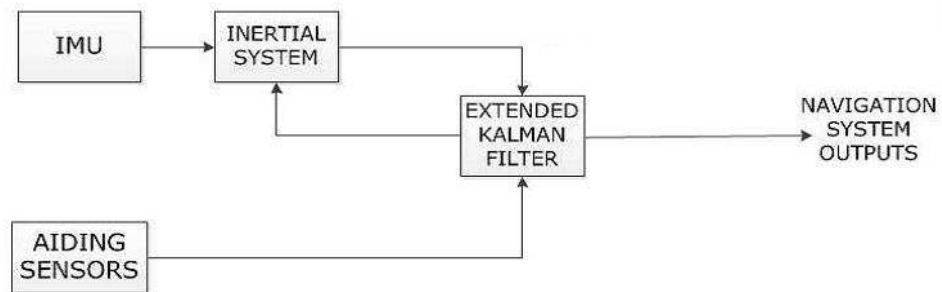 IMU
INERTIAL
SYSTEM
EXTENDED
KALMAN
FILTER
NAVIGATION
SYSTEM
OUTPUTS
AIDING
SENSORS